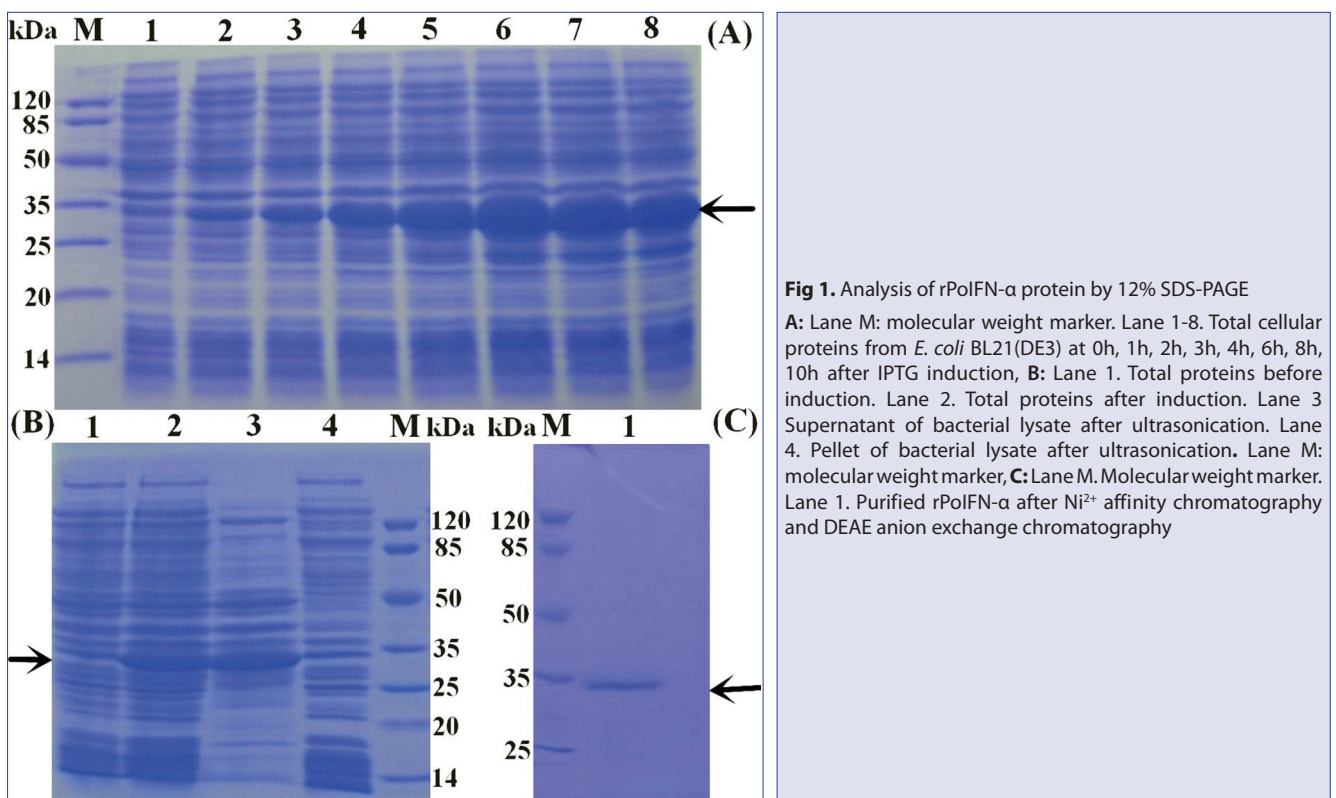 kDa M 1 2 3 4 5 6 7 8 (A)
120
85
50
35
25
20
14
(B) 1 2 3 4 M kDa
120
85
50
35
25
20
14
kDa M 1 (C)
120
85
50
35
25
Fig 1. Analysis of rPoIFN-α protein by 12% SDS-PAGE
A: Lane M: molecular weight marker. Lane 1-8. Total cellular
proteins from E. coli BL21(DE3) at 0h, 1h, 2h, 3h, 4h, 6h, 8h,
10h after IPTG induction, B: Lane 1. Total proteins before
induction. Lane 2. Total proteins after induction. Lane 3
Supernatant of bacterial lysate after ultrasonication. Lane
4. Pellet of bacterial lysate after ultrasonication. Lane M:
molecular weight marker, C: Lane M. Molecular weight marker.
Lane 1. Purified rPoIFN-α after Ni²⁺ affinity chromatography
and DEAE anion exchange chromatography